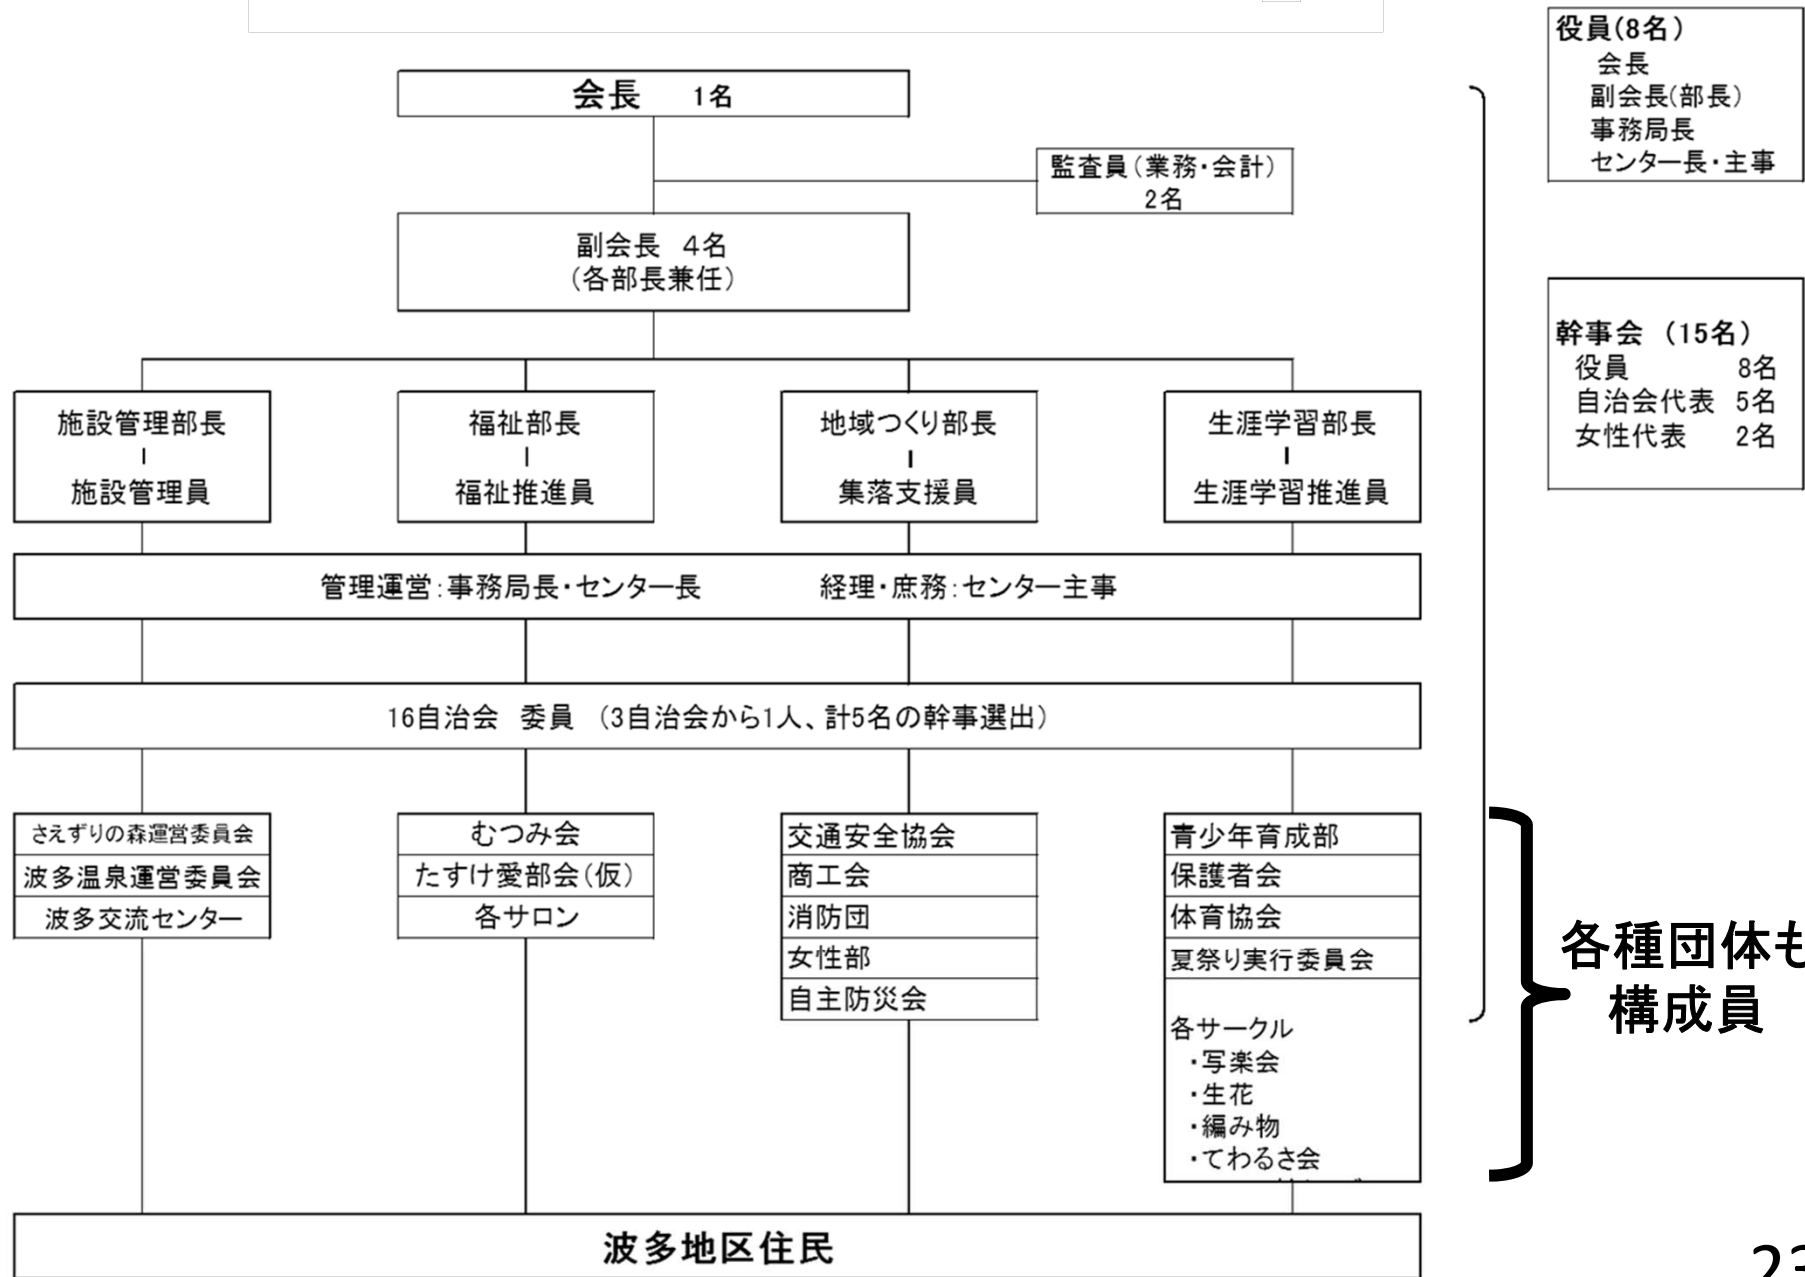 会長 1名
監査員（業務・会計）
2名
副会長 4名
（各部長兼任）
施設管理部長
施設管理員
福祉部長
福祉推進員
地域つくり部長
集落支援員
生涯学習部長
生涯学習推進員
管理運営：事務局長・センター長 経理・庶務：センター主事
16自治会 委員 （3自治会から1人、計5名の幹事選出）
さえずりの森運営委員会
波多温泉運営委員会
波多交流センター
むつみ会
たすけ愛部会（仮）
各サロン
交通安全協会
商工会
消防団
女性部
自主防災会
青少年育成部
保護者会
体育協会
夏祭り実行委員会
各サークル
・写楽会
・生花
・編み物
・てわるさ会
波多地区住民
役員(8名)
会長
副会長(部長)
事務局長
センター長・主事
幹事会 （15名）
役員 8名
自治会代表 5名
女性代表 2名
各種団体も
構成員
23